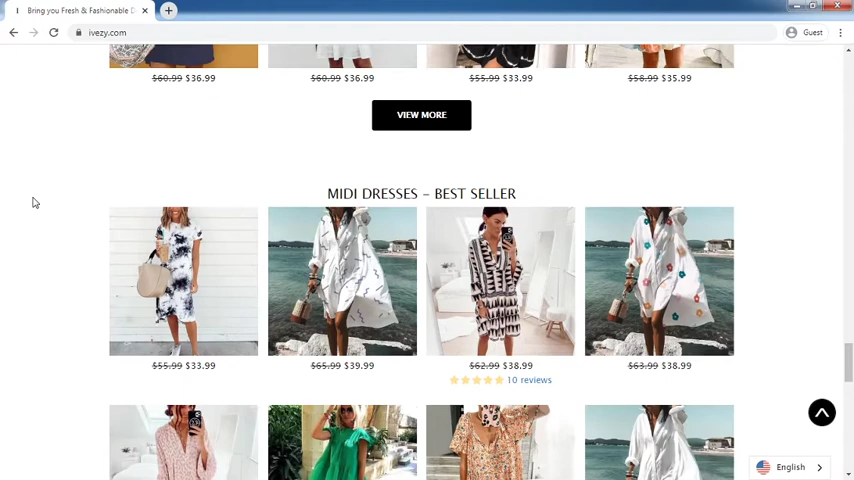 Bring you Fresh & Fashionable D
ivezy.com
Guest
$60.99 $36.99
$60.99 $36.99
$55.99 $33.99
$58.99 $35.99
VIEW MORE
MIDI DRESSES – BEST SELLER
$55.99 $33.99
$65.99 $39.99
$62.99 $38.99
$63.99 $38.99
10 reviews
English